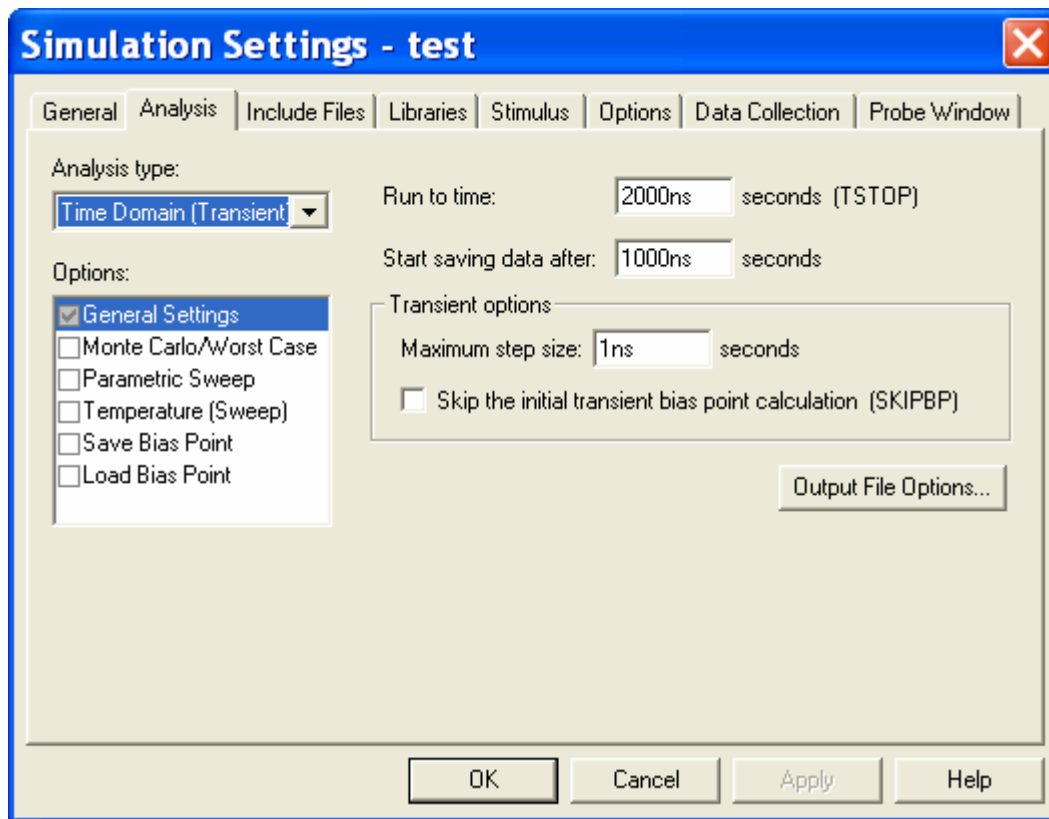 Simulation Settings - test
General Analysis Include Files Libraries Stimulus Options Data Collection Probe Window
Analysis type:
Time Domain (Transient)
Options:
General Settings
Monte Carlo/Worst Case
Parametric Sweep
Temperature (Sweep)
Save Bias Point
Load Bias Point
Run to time: 2000ns seconds (TSTOP)
Start saving data after: 1000ns seconds
Transient options
Maximum step size: 1ns seconds
Skip the initial transient bias point calculation (SKIPBP)
Output File Options...
OK Cancel Apply Help